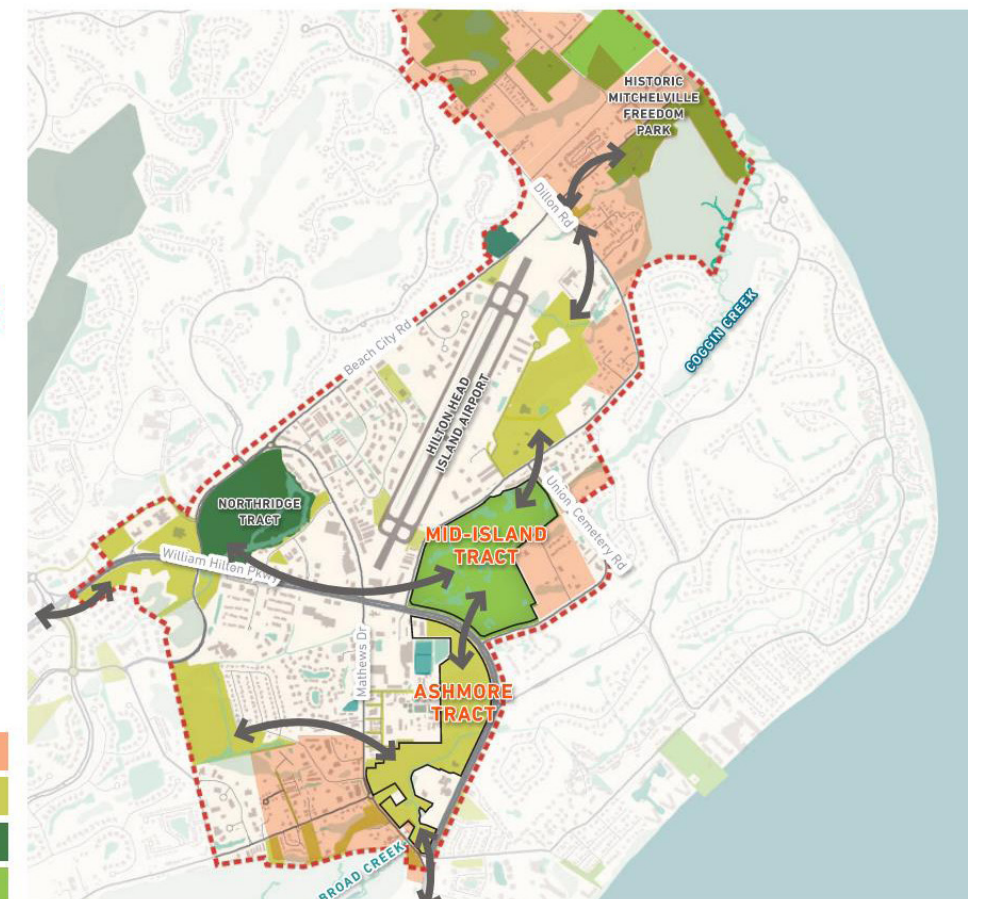 HISTORIC
MITCHELVILLE
FREEDOM
PARK
Dillon Rd
Beach City Rd
COGGIN CREEK
HILTON HEAD
ISLAND AIRPORT
NORTHRIDGE
TRACT
Union Cemetery Rd
MID-ISLAND
TRACT
William Hilton Pkwy
Mathews Dr
ASHMORE
TRACT
BROAD CREEK